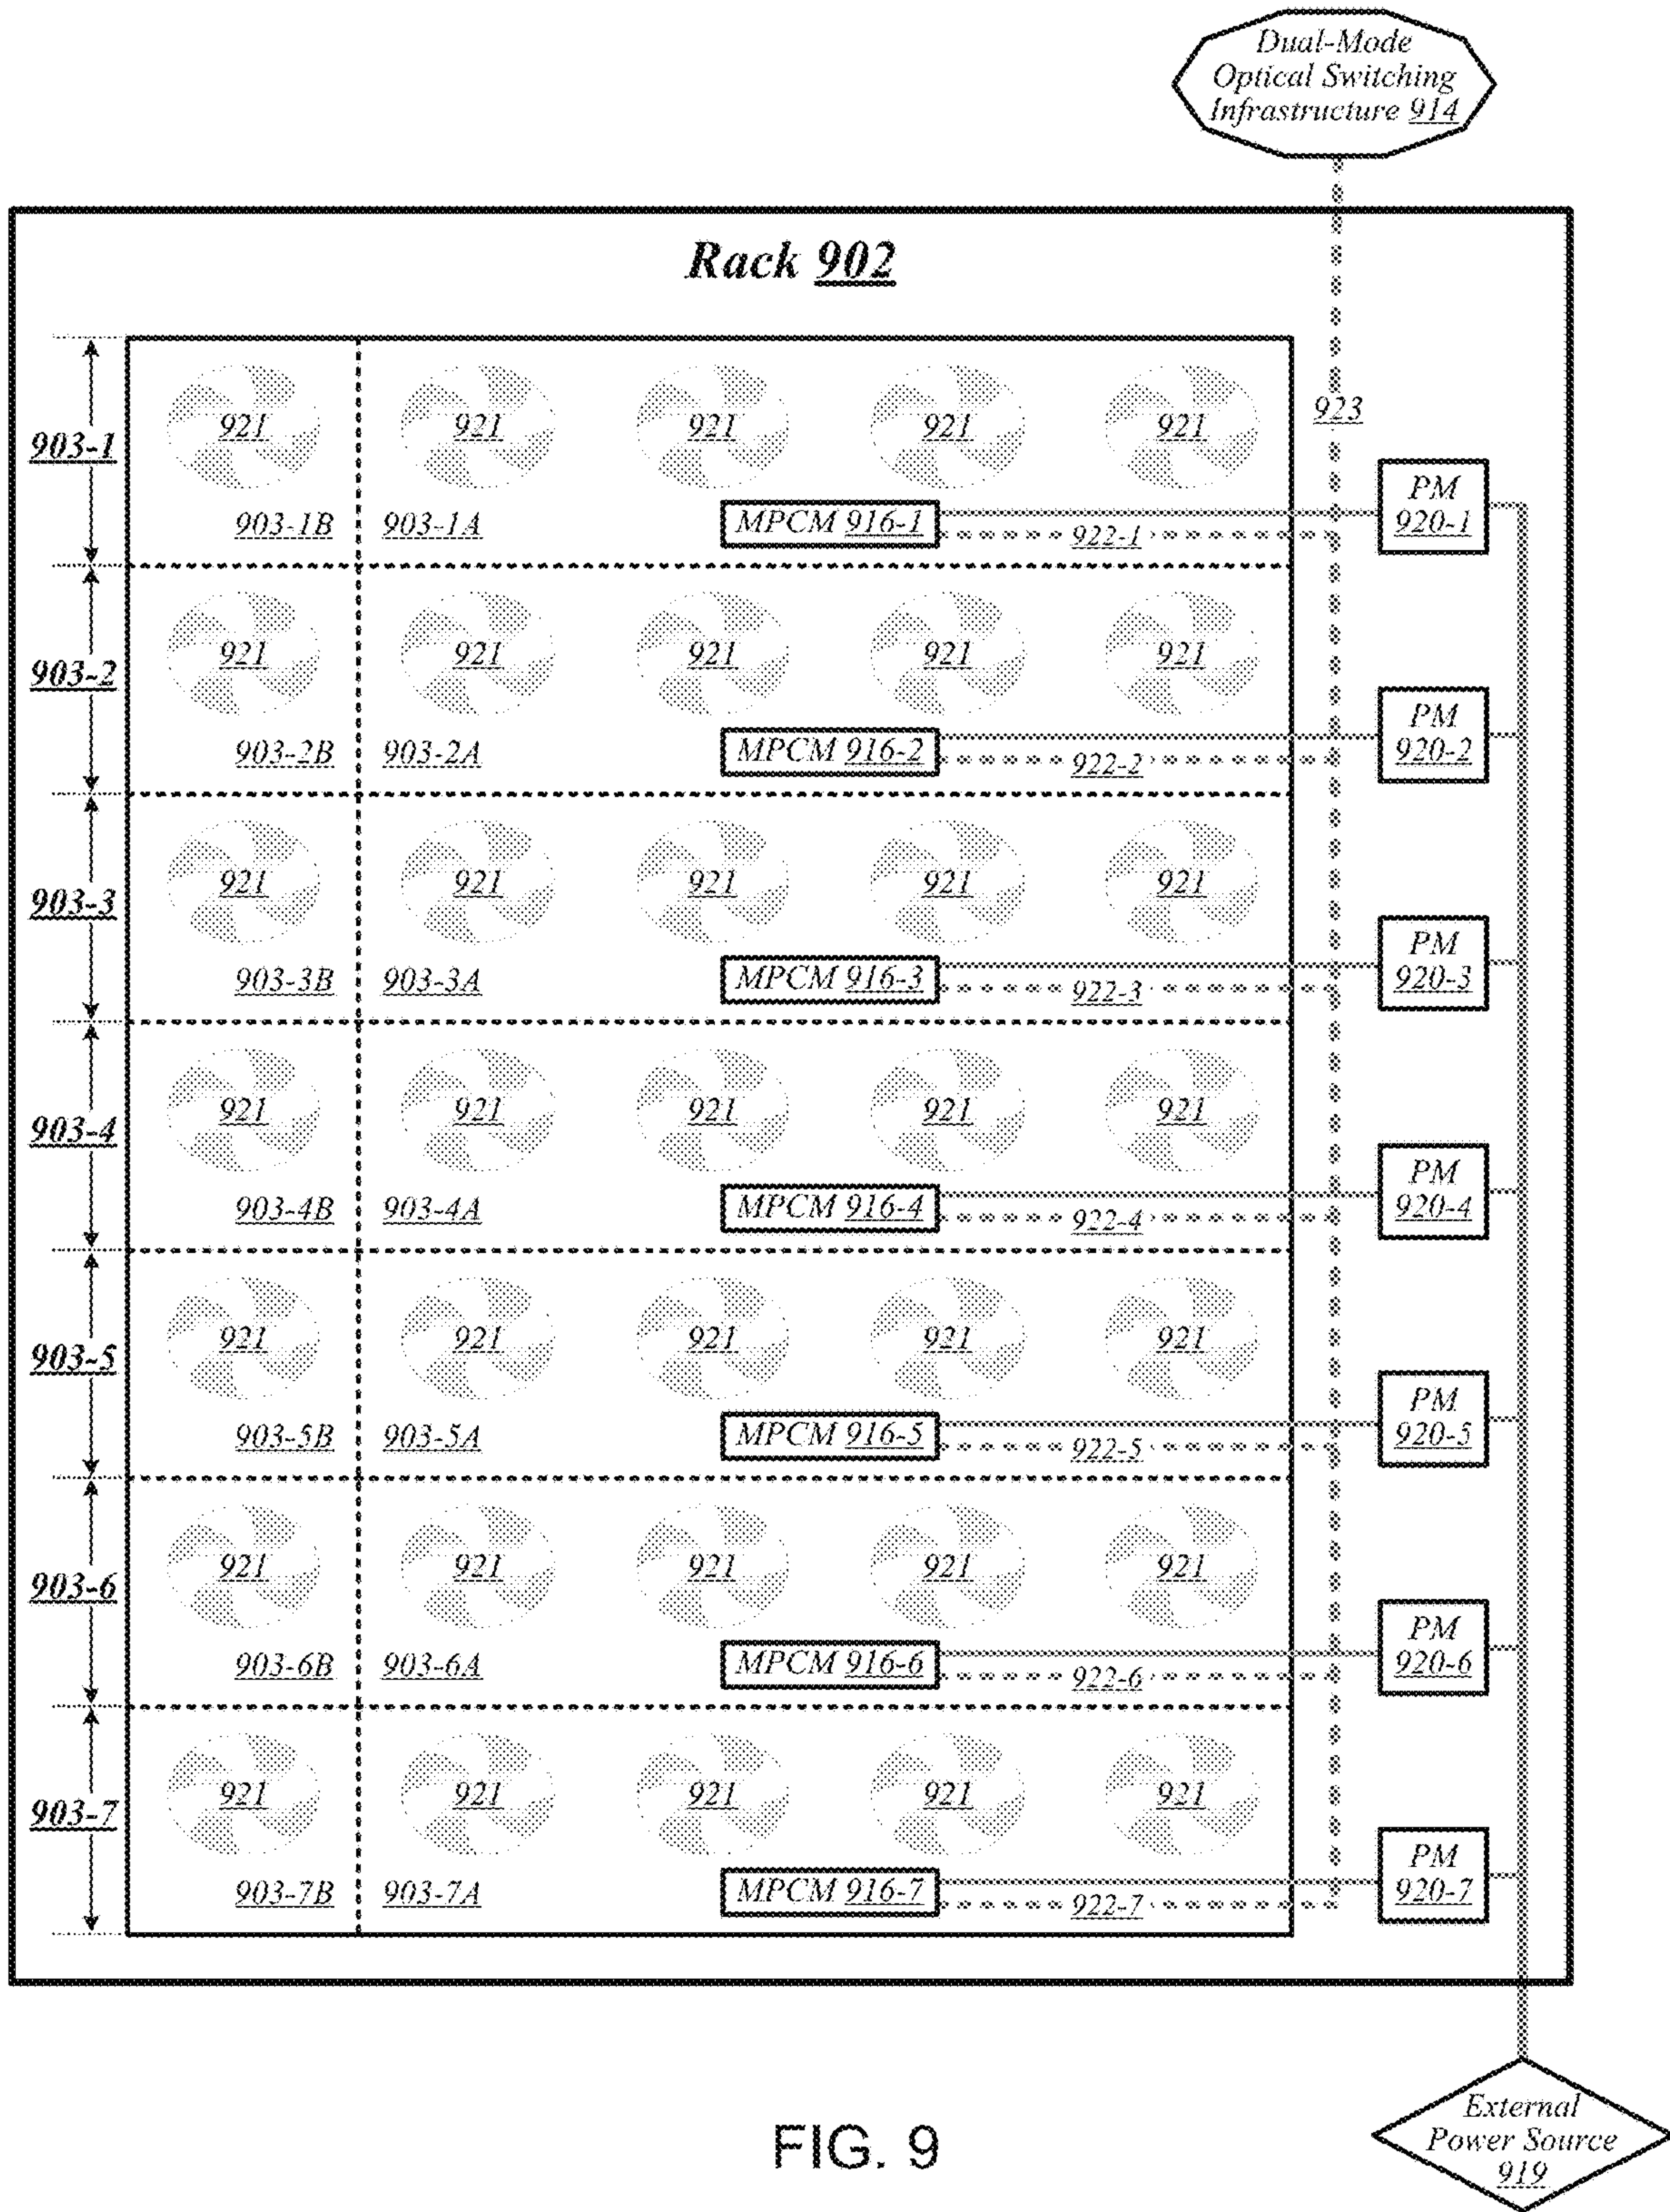 Dual-Mode
Optical Switching
Infrastructure 914
Rack 902
923
903-1
921 921 921 921 921
903-1B 903-1A MPCM 916-1 922-1
PM
920-1
903-2
921 921 921 921 921
903-2B 903-2A MPCM 916-2 922-2
PM
920-2
903-3
921 921 921 921 921
903-3B 903-3A MPCM 916-3 922-3
PM
920-3
903-4
921 921 921 921 921
903-4B 903-4A MPCM 916-4 922-4
PM
920-4
903-5
921 921 921 921 921
903-5B 903-5A MPCM 916-5 922-5
PM
920-5
903-6
921 921 921 921 921
903-6B 903-6A MPCM 916-6 922-6
PM
920-6
903-7
921 921 921 921 921
903-7B 903-7A MPCM 916-7 922-7
PM
920-7
External
Power Source
919
FIG. 9